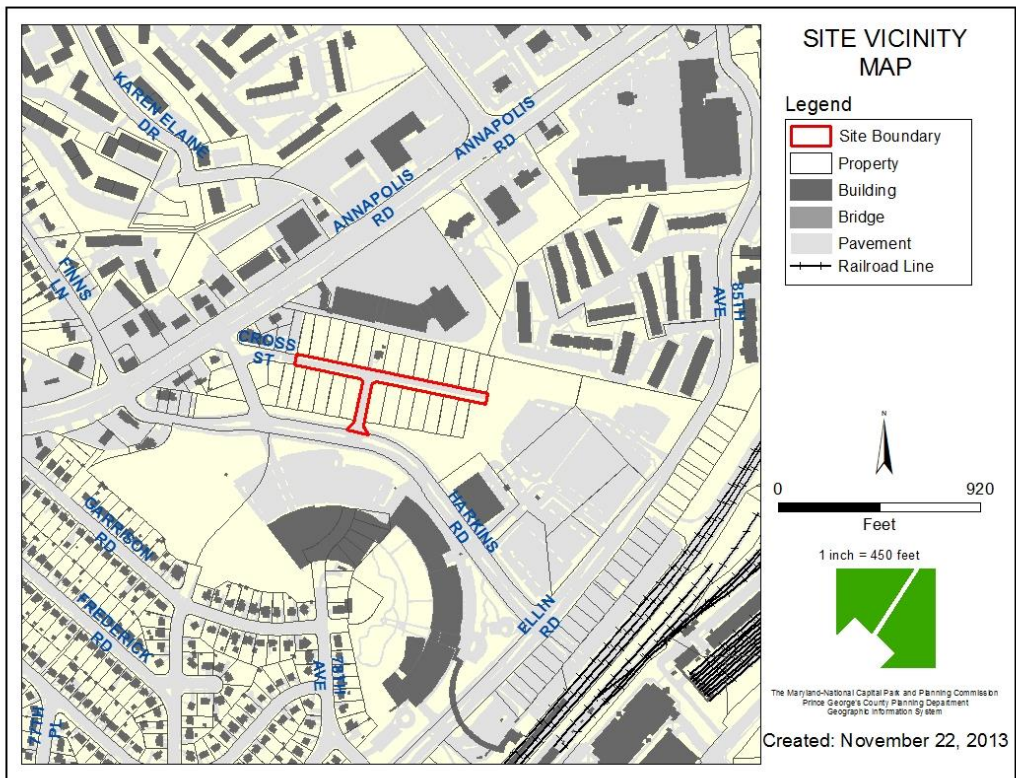 SITE VICINITY
MAP
Legend
Site Boundary
Property
Building
Bridge
Pavement
Railroad Line
KAREN ELAINE
DR
ANNAPOLIS
RD
ANNAPOLIS
RD
FINNS
LN
CROSS
ST
85TH
AVE
HARKINS
RD
GARRISON
RD
FREDERICK
RD
78TH
AVE
ELLIN
RD
77TH
PL
N
0 920
Feet
1 inch = 450 feet
The Maryland-National Capital Park and Planning Commission
Prince George's County Planning Department
Geographic Information System
Created: November 22, 2013